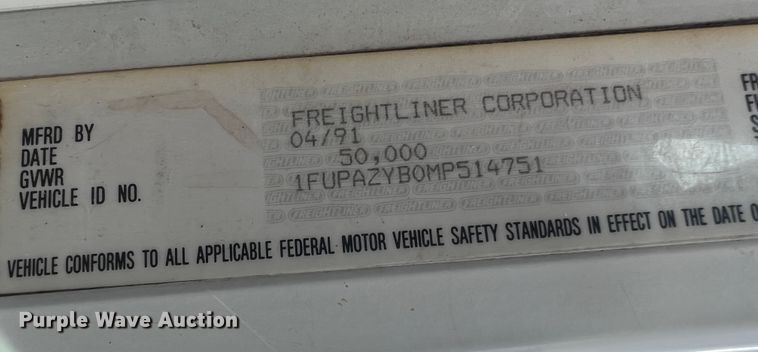 MFRD BY FREIGHTLINER CORPORATION
DATE 04/91
GVWR 50,000
VEHICLE ID NO. 1FUPAZYB0MP514751
VEHICLE CONFORMS TO ALL APPLICABLE FEDERAL MOTOR VEHICLE SAFETY STANDARDS IN EFFECT ON THE DATE
Purple Wave Auction